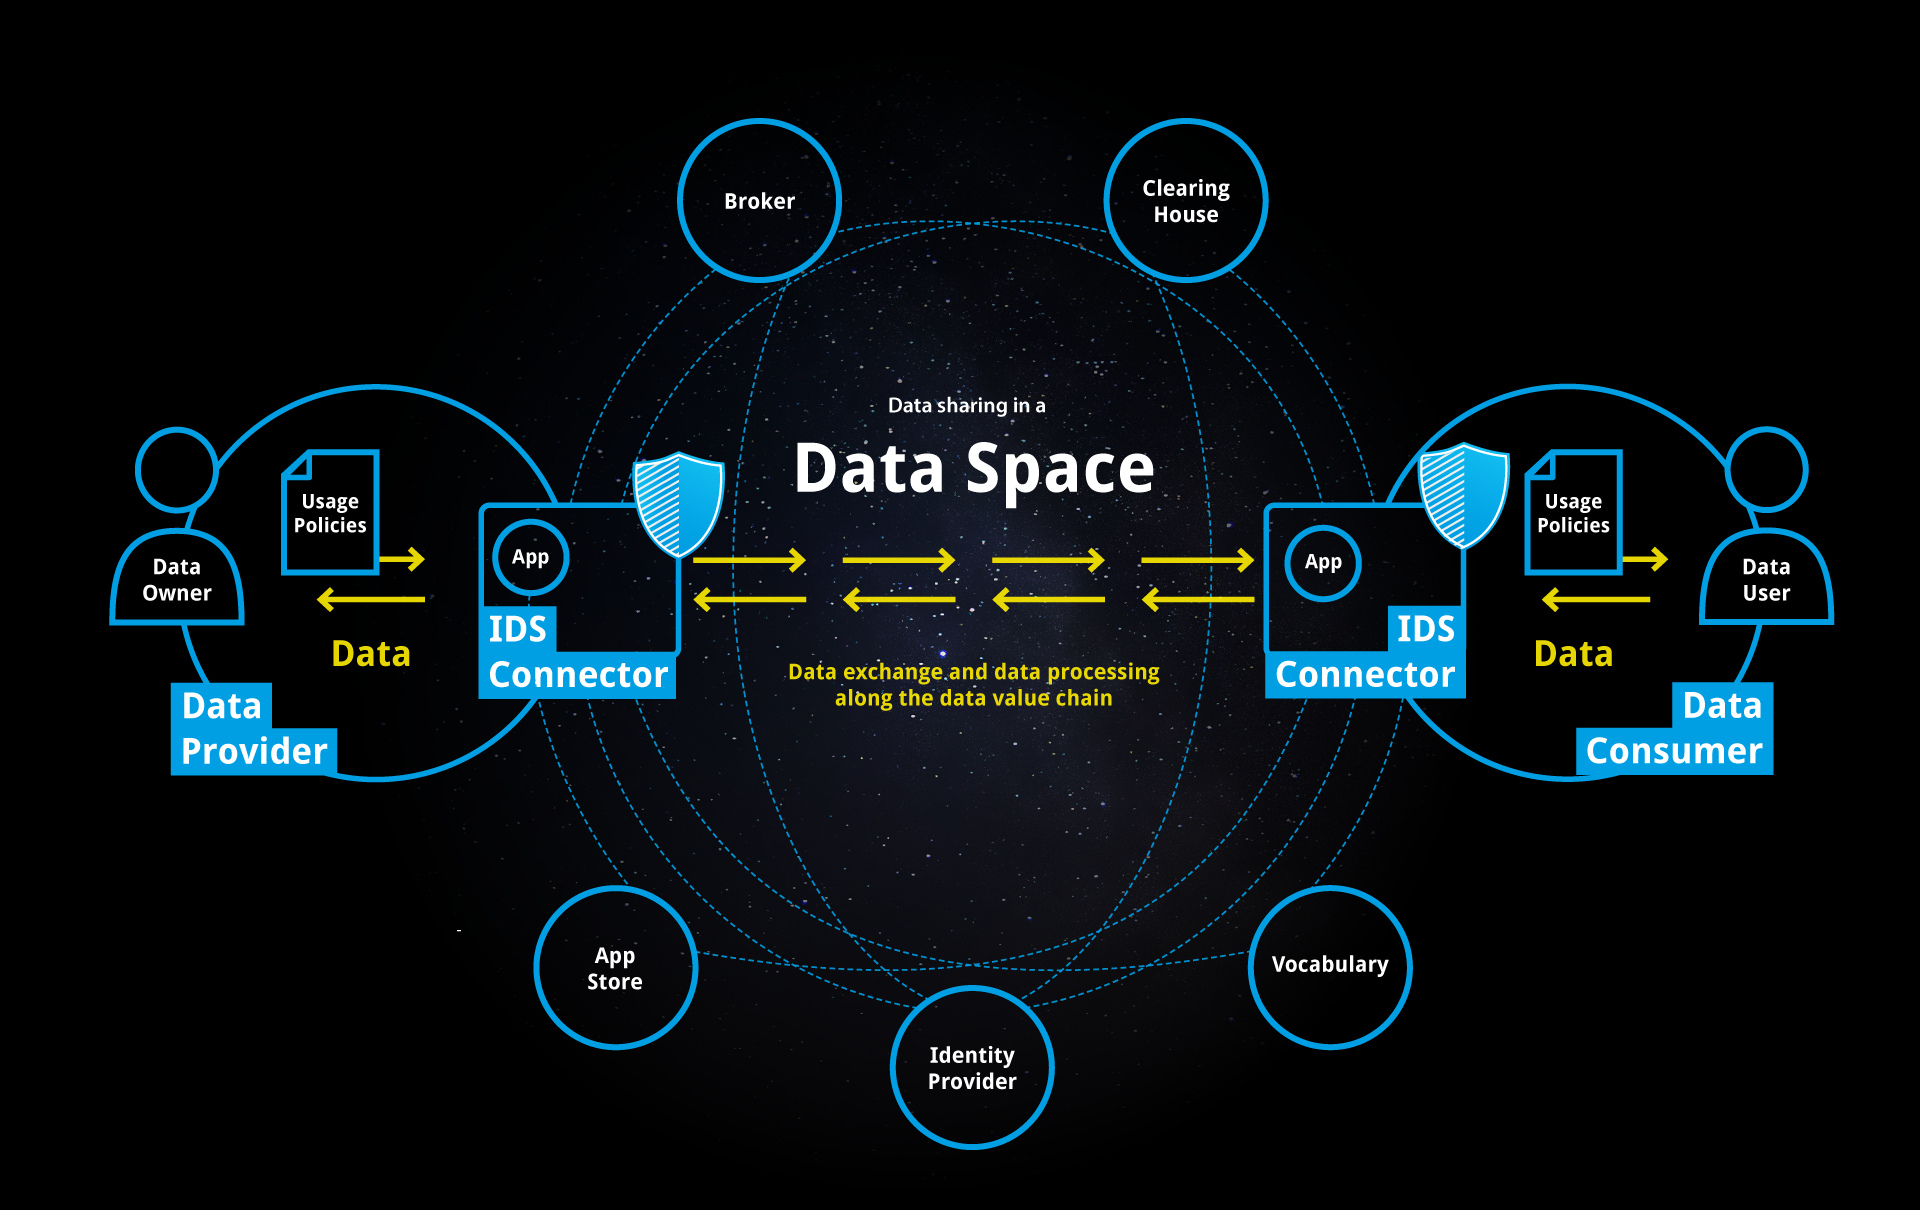 Broker
Clearing
House
Data sharing in a
Data Space
Usage
Policies
Data
Owner
App
IDS
Connector
Data
Data
Provider
Data exchange and data processing
along the data value chain
App
IDS
Connector
Usage
Policies
Data
User
Data
Data
Consumer
App
Store
Identity
Provider
Vocabulary